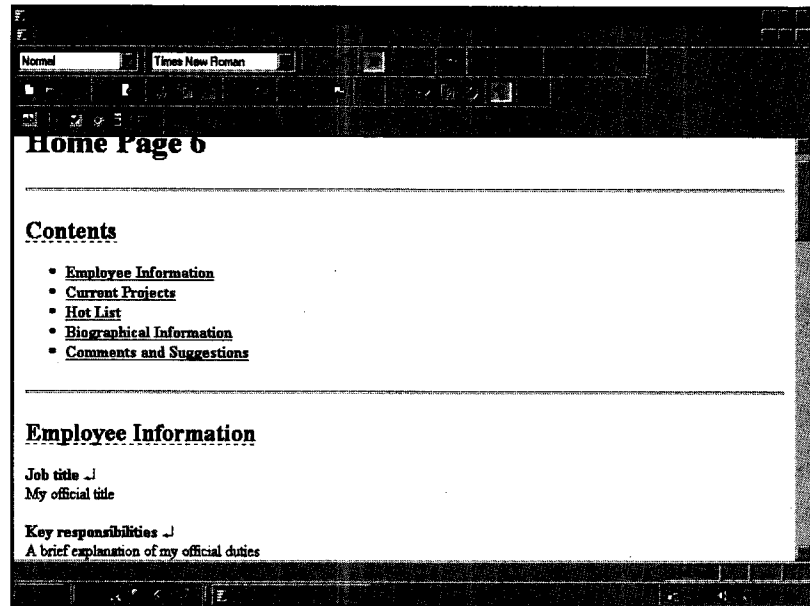 Normal Times New Roman
Home Page 6
Contents
Employee Information
Current Projects
Hot List
Biographical Information
Comments and Suggestions
Employee Information
Job title
My official title
Key responsibilities
A brief explanation of my official duties